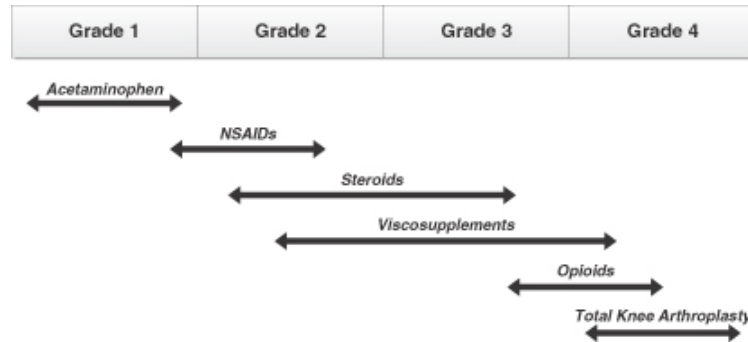 Grade 1 Grade 2 Grade 3 Grade 4
Acetaminophen
NSAIDs
Steroids
Viscosupplements
Opioids
Total Knee Arthroplasty